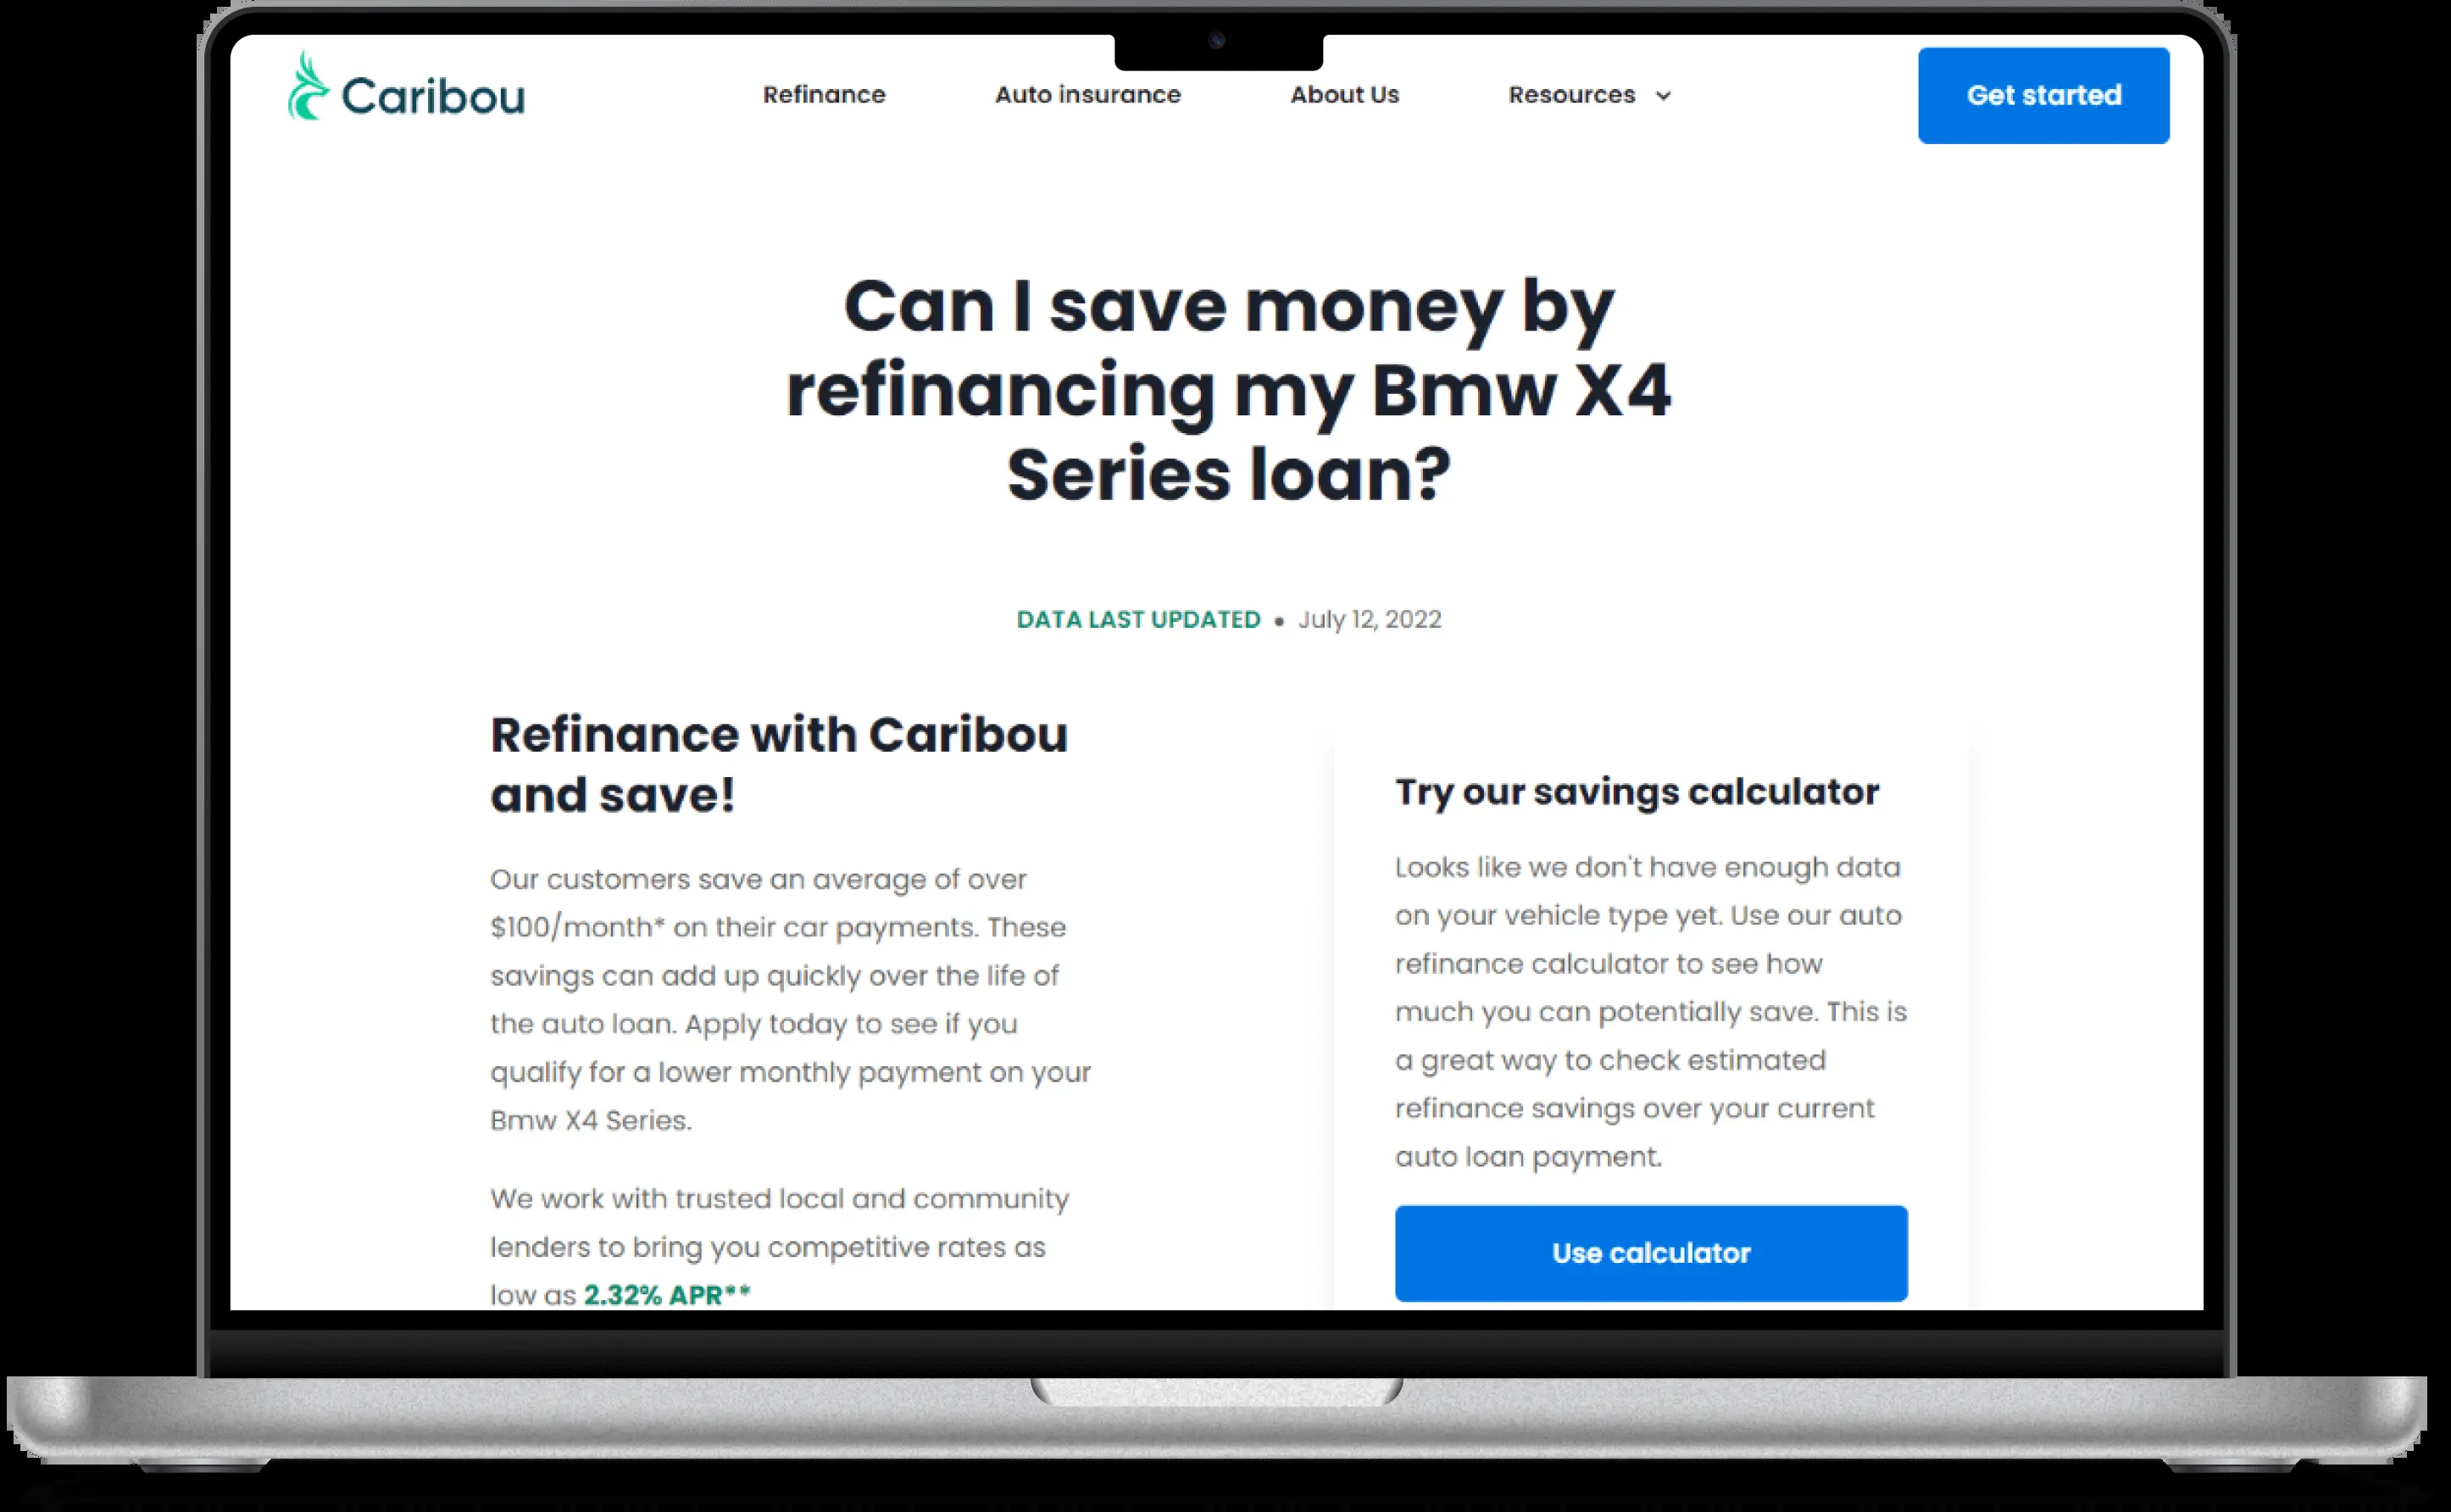 Caribou
Refinance
Auto insurance
About Us
Resources
Get started
Can I save money by
refinancing my Bmw X4
Series loan?
DATA LAST UPDATED • July 12, 2022
Refinance with Caribou
and save!
Our customers save an average of over
$100/month* on their car payments. These
savings can add up quickly over the life of
the auto loan. Apply today to see if you
qualify for a lower monthly payment on your
Bmw X4 Series.
We work with trusted local and community
lenders to bring you competitive rates as
low as 2.32% APR**
Try our savings calculator
Looks like we don't have enough data
on your vehicle type yet. Use our auto
refinance calculator to see how
much you can potentially save. This is
a great way to check estimated
refinance savings over your current
auto loan payment.
Use calculator